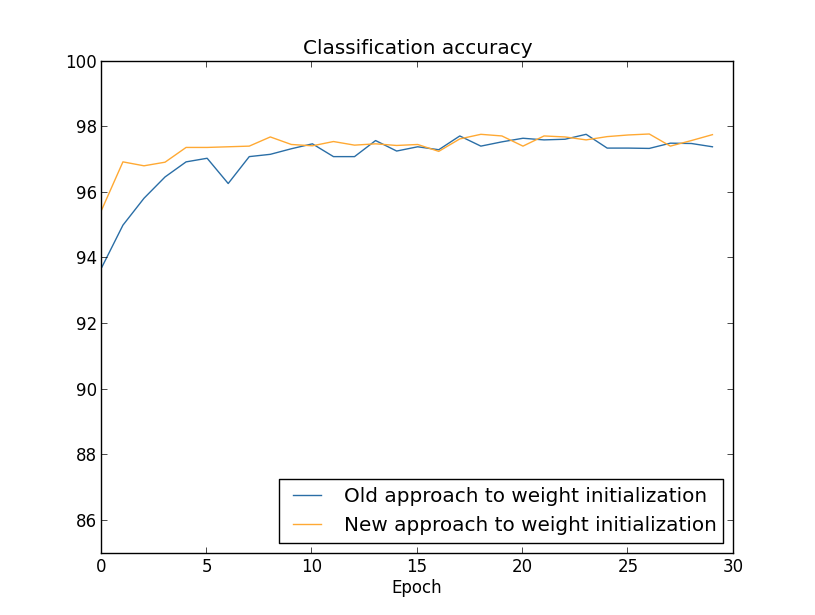 Classification accuracy
100
98
96
94
92
90
88
86
Old approach to weight initialization
New approach to weight initialization
0 5 10 15 20 25 30
Epoch